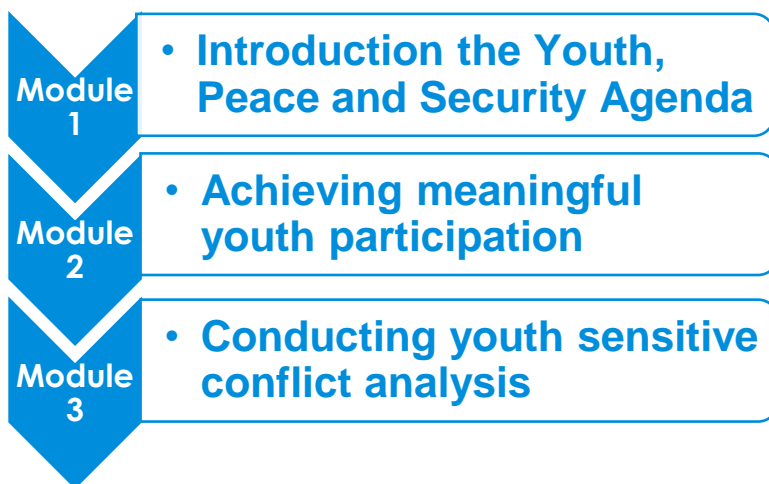 Module
1
• Introduction the Youth,
Peace and Security Agenda
Module
2
• Achieving meaningful
youth participation
Module
3
• Conducting youth sensitive
conflict analysis